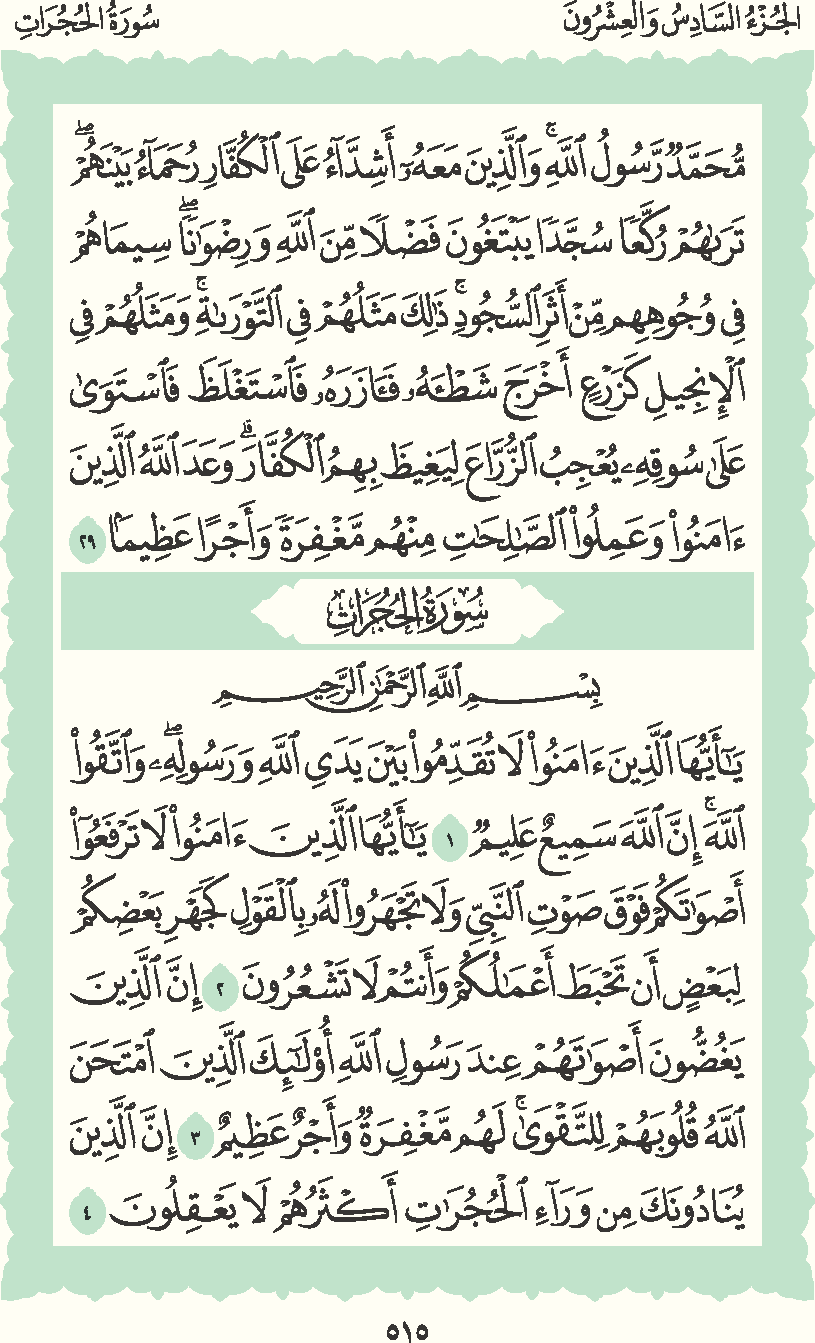 الجُزْءُ السَّادِسُ وَالْعِشْرُونَ
سُورَةُ الحُجُرَاتِ
مُّحَمَّدٌ رَّسُولُ ٱللَّهِۚ وَٱلَّذِينَ مَعَهُۥٓ أَشِدَّآءُ عَلَى ٱلۡكُفَّارِ رُحَمَآءُ بَيۡنَهُمۡۖ
تَرَىٰهُمۡ رُكَّعٗا سُجَّدٗا يَبۡتَغُونَ فَضۡلٗا مِّنَ ٱللَّهِ وَرِضۡوَٰنٗاۖ سِيمَاهُمۡ
فِي وُجُوهِهِم مِّنۡ أَثَرِ ٱلسُّجُودِۚ ذَٰلِكَ مَثَلُهُمۡ فِي ٱلتَّوۡرَىٰةِۚ وَمَثَلُهُمۡ فِي
ٱلۡإِنجِيلِ كَزَرۡعٍ أَخۡرَجَ شَطۡـَٔهُۥ فَـَٔازَرَهُۥ فَٱسۡتَغۡلَظَ فَٱسۡتَوَىٰ
عَلَىٰ سُوقِهِۦ يُعۡجِبُ ٱلزُّرَّاعَ لِيَغِيظَ بِهِمُ ٱلۡكُفَّارَۗ وَعَدَ ٱللَّهُ ٱلَّذِينَ
ءَامَنُواْ وَعَمِلُواْ ٱلصَّٰلِحَٰتِ مِنۡهُم مَّغۡفِرَةٗ وَأَجۡرًا عَظِيمَۢا ٢٩
سُورَةُ الحُجُرَاتِ
بِسۡمِ ٱللَّهِ ٱلرَّحۡمَٰنِ ٱلرَّحِيمِ
يَٰٓأَيُّهَا ٱلَّذِينَ ءَامَنُواْ لَا تُقَدِّمُواْ بَيۡنَ يَدَيِ ٱللَّهِ وَرَسُولِهِۦۖ وَٱتَّقُواْ
ٱللَّهَۚ إِنَّ ٱللَّهَ سَمِيعٌ عَلِيمٞ ١ يَٰٓأَيُّهَا ٱلَّذِينَ ءَامَنُواْ لَا تَرۡفَعُوٓاْ
أَصۡوَٰتَكُمۡ فَوۡقَ صَوۡتِ ٱلنَّبِيِّ وَلَا تَجۡهَرُواْ لَهُۥ بِٱلۡقَوۡلِ كَجَهۡرِ بَعۡضِكُمۡ
لِبَعۡضٍ أَن تَحۡبَطَ أَعۡمَٰلُكُمۡ وَأَنتُمۡ لَا تَشۡعُرُونَ ٢ إِنَّ ٱلَّذِينَ
يَغُضُّونَ أَصۡوَٰتَهُمۡ عِندَ رَسُولِ ٱللَّهِ أُوْلَٰٓئِكَ ٱلَّذِينَ ٱمۡتَحَنَ
ٱللَّهُ قُلُوبَهُمۡ لِلتَّقۡوَىٰۚ لَهُم مَّغۡفِرَةٞ وَأَجۡرٌ عَظِيمٌ ٣ إِنَّ ٱلَّذِينَ
يُنَادُونَكَ مِن وَرَآءِ ٱلۡحُجُرَٰتِ أَكۡثَرُهُمۡ لَا يَعۡقِلُونَ ٤
٥١٥